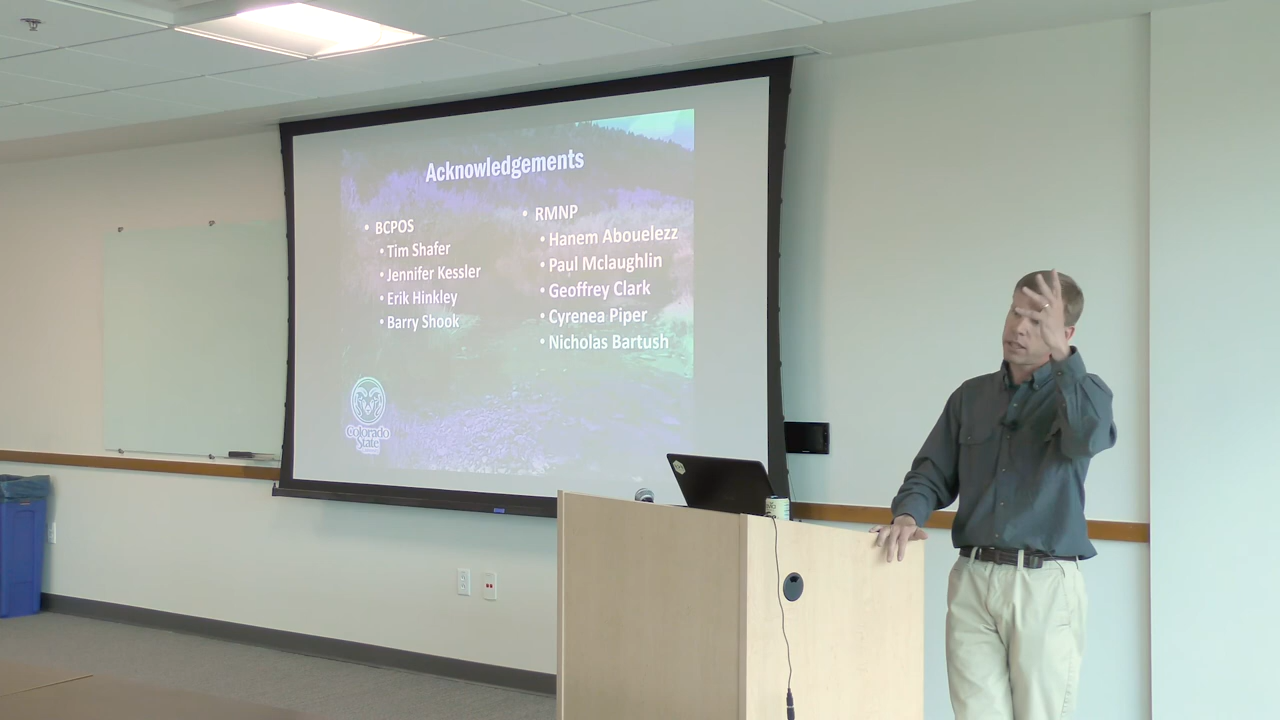 Acknowledgements
• BCPOS
• Tim Shafer
• Jennifer Kessler
• Erik Hinkley
• Barry Shook
• RMNP
• Hanem Abouelezz
• Paul Mclaughlin
• Geoffrey Clark
• Cyrenea Piper
• Nicholas Bartush
Colorado
State